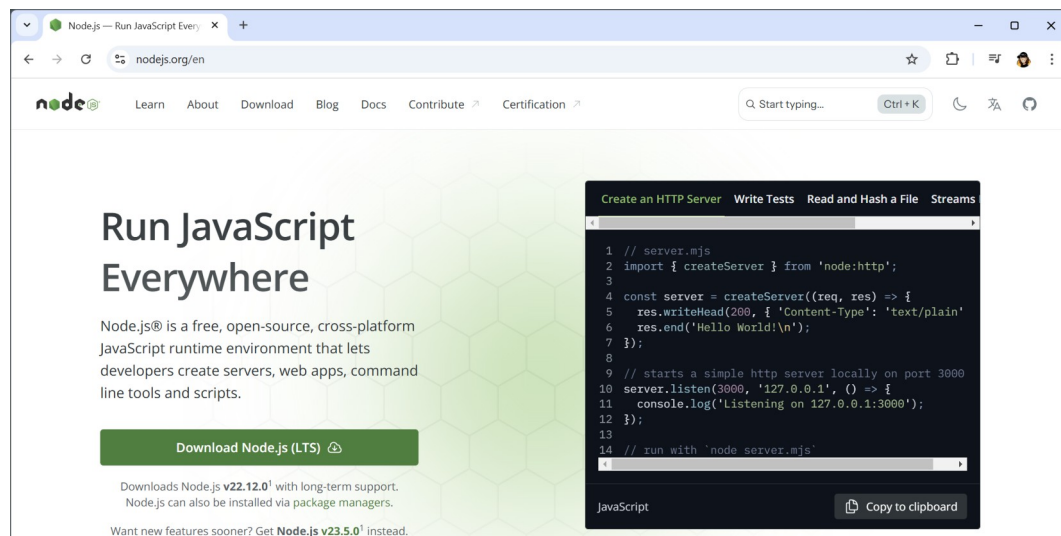 Node.js — Run JavaScript Every
nodejs.org/en
node JS
Learn About Download Blog Docs Contribute Certification
Start typing... Ctrl + K
Run JavaScript
Everywhere
Node.js® is a free, open-source, cross-platform
JavaScript runtime environment that lets
developers create servers, web apps, command
line tools and scripts.
Download Node.js (LTS)
Downloads Node.js v22.12.0¹ with long-term support.
Node.js can also be installed via package managers.
Want new features sooner? Get Node.js v23.5.0¹ instead.
Create an HTTP Server Write Tests Read and Hash a File Streams
1 // server.mjs
2 import { createServer } from 'node:http';
3
4 const server = createServer((req, res) => {
5   res.writeHead(200, { 'Content-Type': 'text/plain'
6   res.end('Hello World!\n');
7 });
8
9 // starts a simple http server locally on port 3000
10 server.listen(3000, '127.0.0.1', () => {
11   console.log('Listening on 127.0.0.1:3000');
12 });
13
14 // run with `node server.mjs`
JavaScript
Copy to clipboard